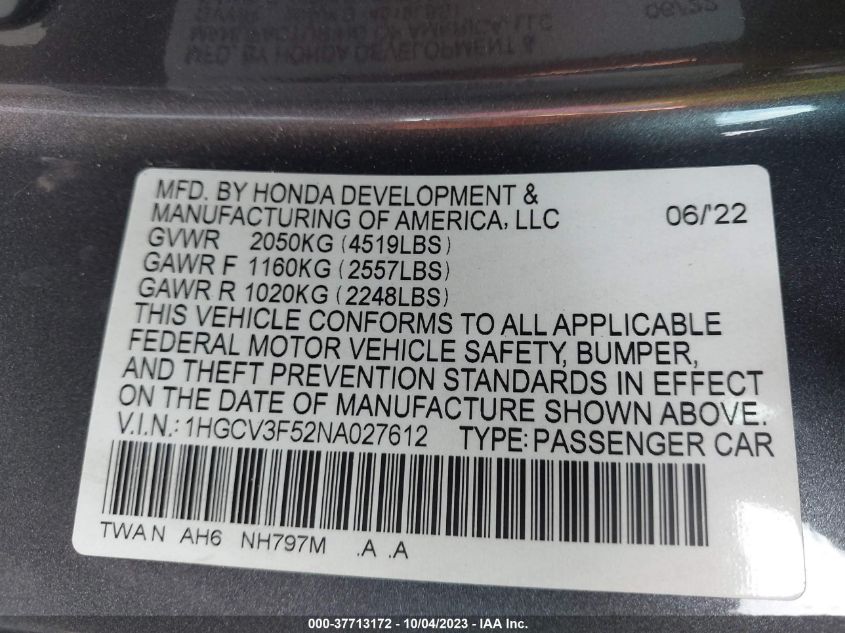 MFD. BY HONDA DEVELOPMENT &
MANUFACTURING OF AMERICA, LLC 06/'22
GVWR 2050KG (4519LBS)
GAWR F 1160KG (2557LBS)
GAWR R 1020KG (2248LBS)
THIS VEHICLE CONFORMS TO ALL APPLICABLE
FEDERAL MOTOR VEHICLE SAFETY, BUMPER,
AND THEFT PREVENTION STANDARDS IN EFFECT
ON THE DATE OF MANUFACTURE SHOWN ABOVE.
V.I.N.: 1HGCV3F52NA027612 TYPE: PASSENGER CAR
TWA N AH6 NH797M .A .A
000-37713172 - 10/04/2023 - IAA Inc.